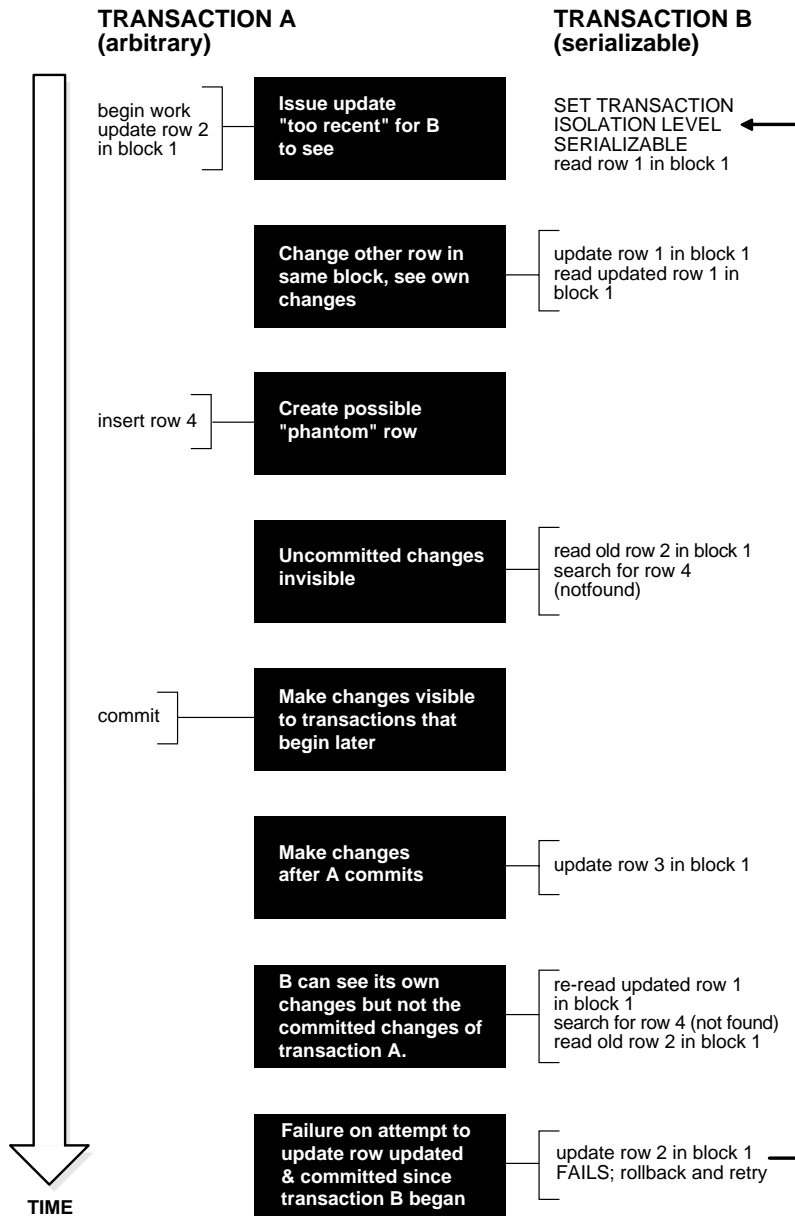 TRANSACTION A
(arbitrary)
TRANSACTION B
(serializable)
begin work
update row 2
in block 1
Issue update
"too recent" for B
to see
SET TRANSACTION
ISOLATION LEVEL
SERIALIZABLE
read row 1 in block 1
Change other row in
same block, see own
changes
update row 1 in block 1
read updated row 1 in
block 1
insert row 4
Create possible
"phantom" row
Uncommitted changes
invisible
read old row 2 in block 1
search for row 4
(notfound)
commit
Make changes visible
to transactions that
begin later
Make changes
after A commits
update row 3 in block 1
B can see its own
changes but not the
committed changes of
transaction A.
re-read updated row 1
in block 1
search for row 4 (not found)
read old row 2 in block 1
Failure on attempt to
update row updated
& committed since
transaction B began
update row 2 in block 1
FAILS; rollback and retry
TIME